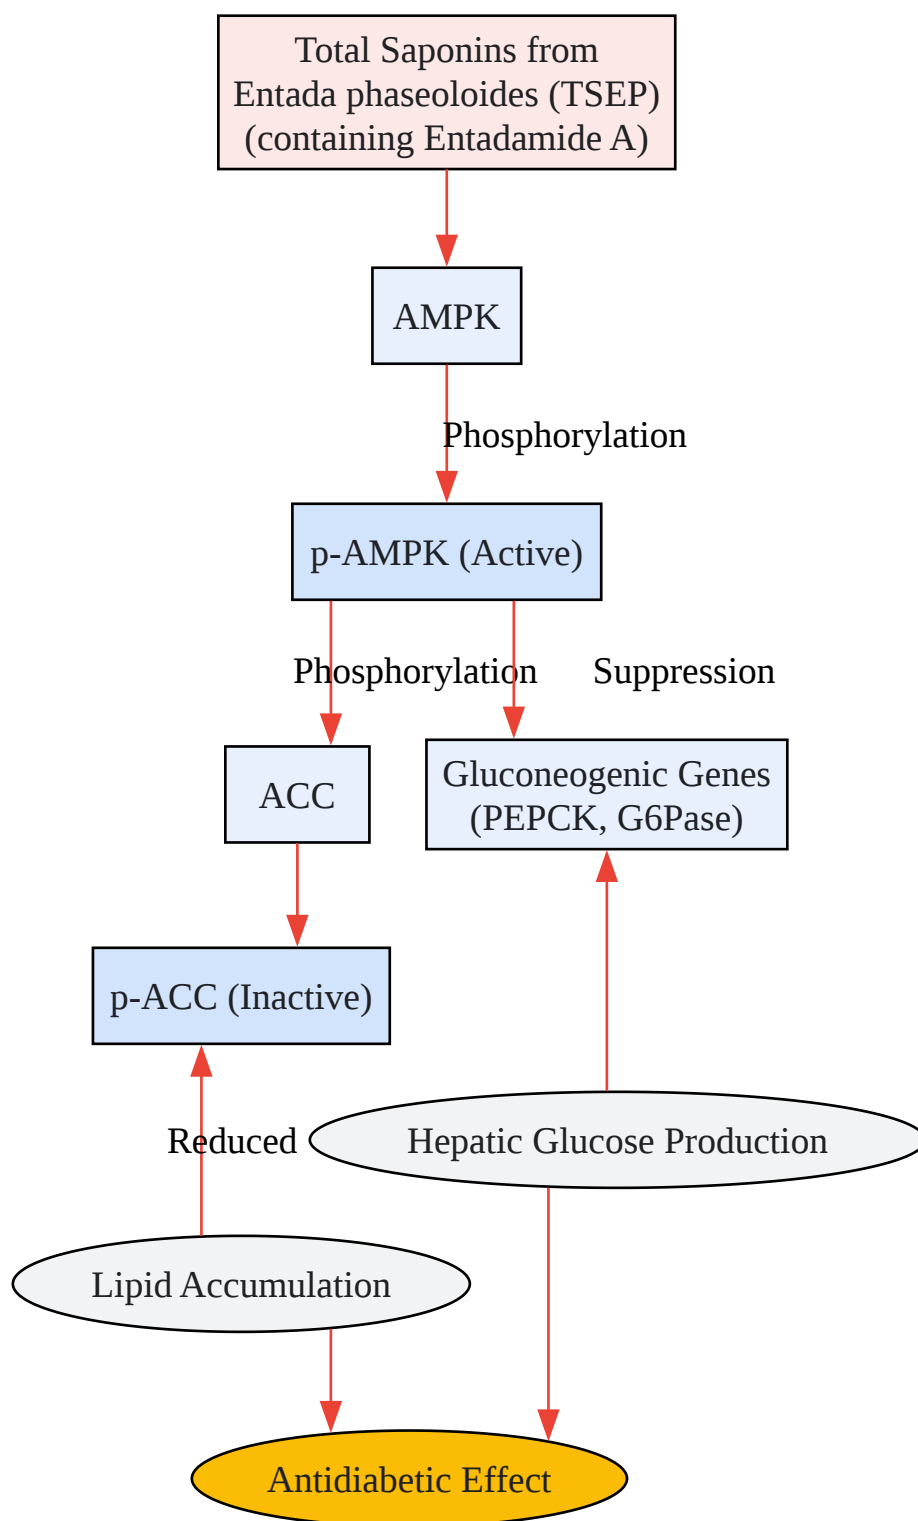 Total Saponins from
Entada phaseoloides (TSEP)
(containing Entadamide A)
AMPK
Phosphorylation
p-AMPK (Active)
Phosphorylation
Suppression
ACC
Gluconeogenic Genes
(PEPCK, G6Pase)
p-ACC (Inactive)
Reduced
Hepatic Glucose Production
Lipid Accumulation
Antidiabetic Effect